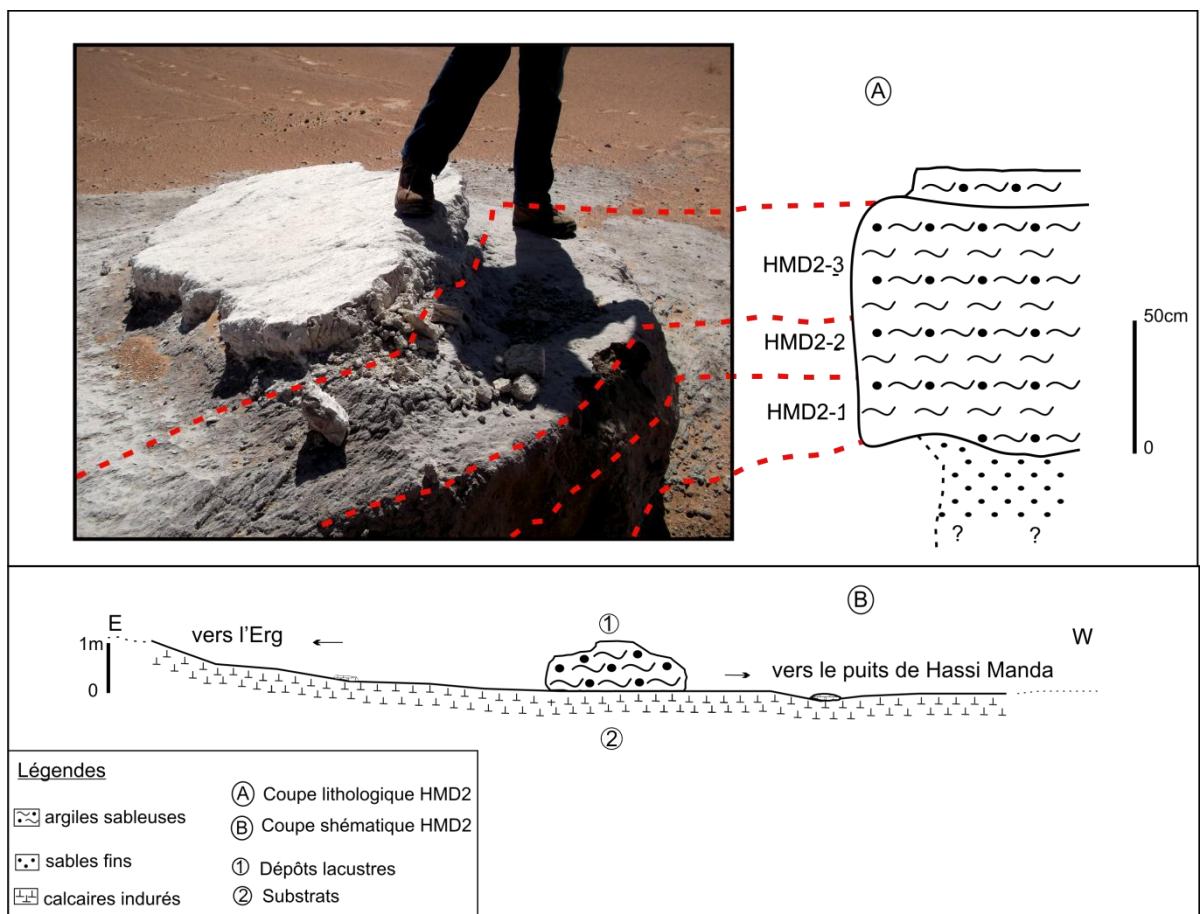 A
HMD2-3
HMD2-2
HMD2-1
50cm
0
? ?
B
E
W
1m
0
vers l'Erg
1
vers le puits de Hassi Manda
2
Légendes
argiles sableuses
sables fins
calcaires indurés
A Coupe lithologique HMD2
B Coupe shématique HMD2
1 Dépôts lacustres
2 Substrats